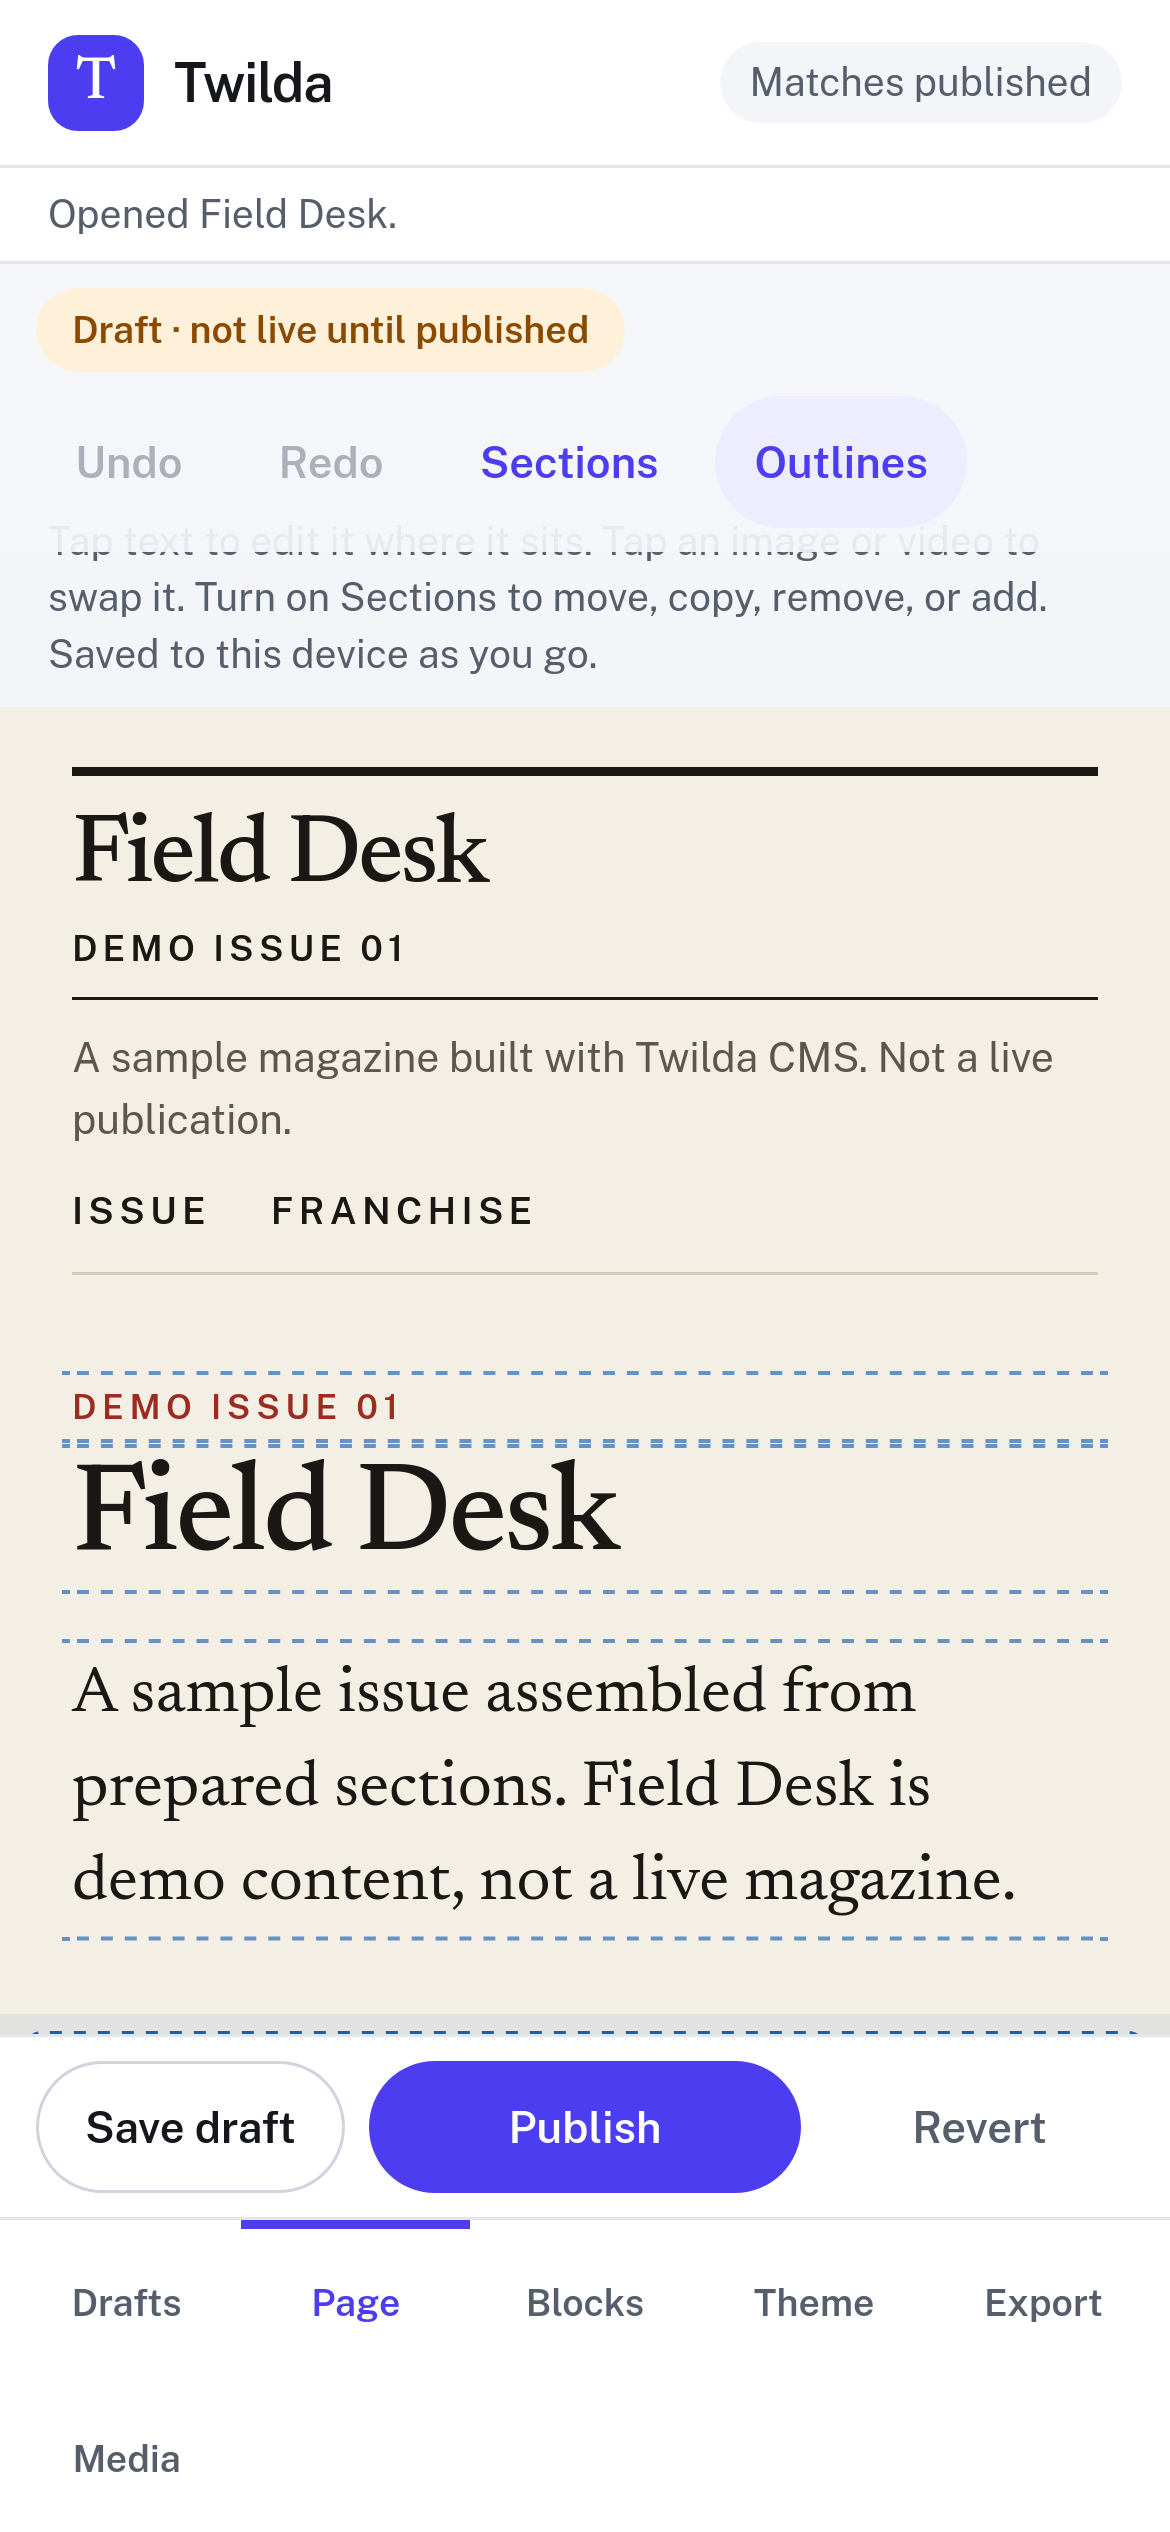 T
Twilda
Matches published
Opened Field Desk.
Draft · not live until published
Undo Redo Sections Outlines
Tap text to edit it where it sits. Tap an image or video to
swap it. Turn on Sections to move, copy, remove, or add.
Saved to this device as you go.
Field Desk
DEMO ISSUE 01
A sample magazine built with Twilda CMS. Not a live
publication.
ISSUE FRANCHISE
DEMO ISSUE 01
Field Desk
A sample issue assembled from
prepared sections. Field Desk is
demo content, not a live magazine.
Save draft Publish Revert
Drafts Page Blocks Theme Export
Media